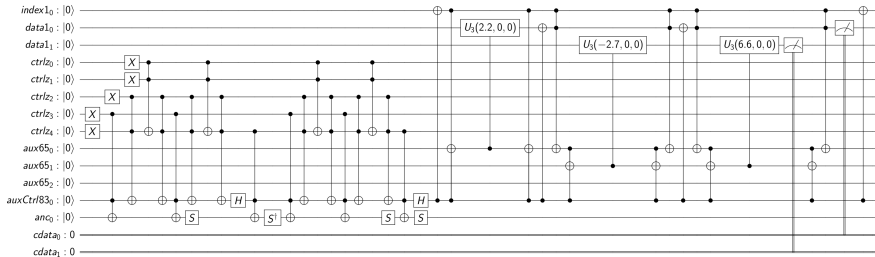 index1₀ : |0⟩
data1₀ : |0⟩
U₃(2.2, 0, 0)
data1₁ : |0⟩
U₃(−2.7, 0, 0)
U₃(6.6, 0, 0)
ctrlz₀ : |0⟩
X
ctrlz₁ : |0⟩
X
ctrlz₂ : |0⟩
X
ctrlz₃ : |0⟩
X
ctrlz₄ : |0⟩
X
aux65₀ : |0⟩
aux65₁ : |0⟩
aux65₂ : |0⟩
auxCtrl83₀ : |0⟩
H
H
anc₀ : |0⟩
S
S†
S
S
cdata₀ : 0
cdata₁ : 0